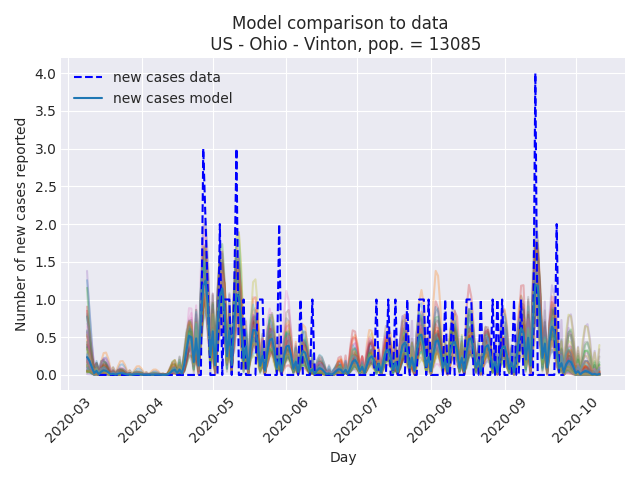 Model comparison to data
US - Ohio - Vinton, pop. = 13085
new cases data
new cases model
Number of new cases reported
4.0
3.5
3.0
2.5
2.0
1.5
1.0
0.5
0.0
2020-03
2020-04
2020-05
2020-06
2020-07
2020-08
2020-09
2020-10
Day